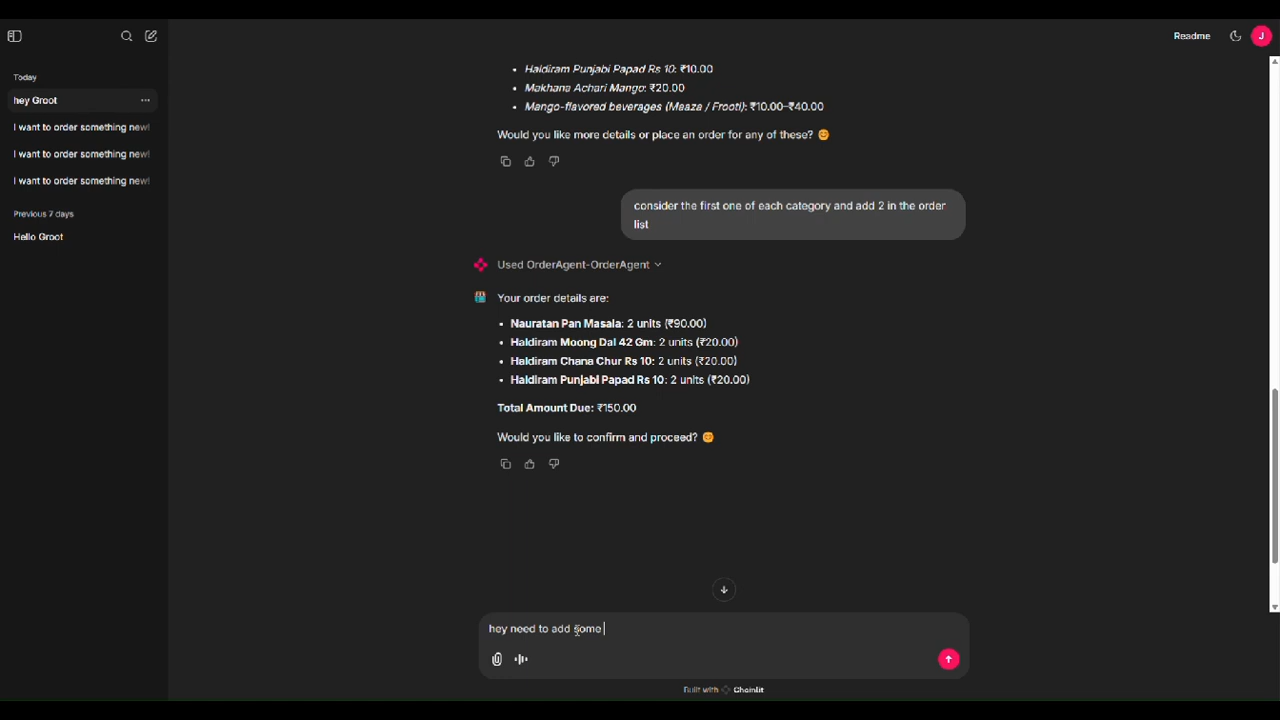 Readme
J
Today
hey Groot
I want to order something new!
I want to order something new!
I want to order something new!
Previous 7 days
Hello Groot
• Haldiram Punjabi Papad Rs 10: ₹10.00
• Makhana Achari Mango: ₹20.00
• Mango-flavored beverages (Maaza / Frooti): ₹10.00–₹40.00
Would you like more details or place an order for any of these? 😊
consider the first one of each category and add 2 in the order
list
Used OrderAgent-OrderAgent
Your order details are:
• Nauratan Pan Masala: 2 units (₹90.00)
• Haldiram Moong Dal 42 Gm: 2 units (₹20.00)
• Haldiram Chana Chur Rs 10: 2 units (₹20.00)
• Haldiram Punjabi Papad Rs 10: 2 units (₹20.00)
Total Amount Due: ₹150.00
Would you like to confirm and proceed? 😊
hey need to add some
Built with Chainlit